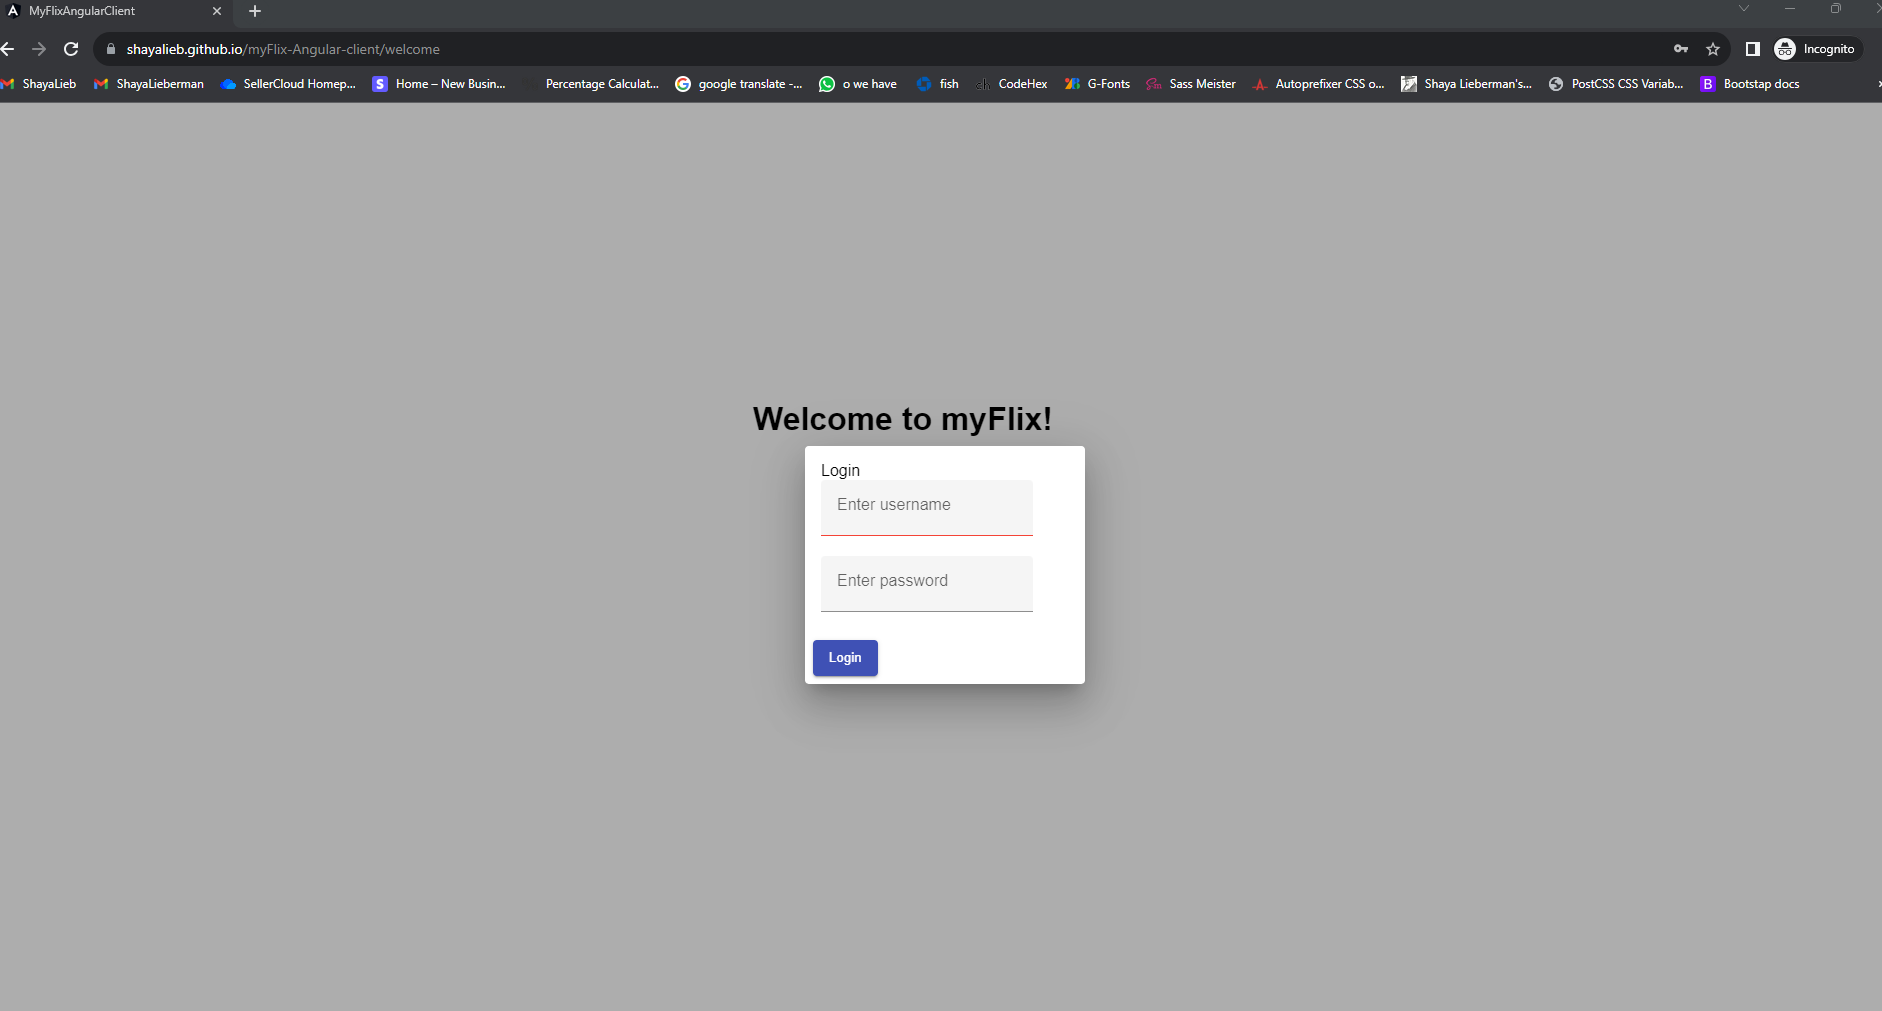 MyFlixAngularClient
shayalieb.github.io/myFlix-Angular-client/welcome
Incognito
ShayaLieb ShayaLieberman SellerCloud Homep... S Home – New Busin... Percentage Calculat... google translate -... o we have fish ch CodeHex G-Fonts Sass Meister Autoprefixer CSS o... Shaya Lieberman's... PostCSS CSS Variab... B Bootstap docs
Welcome to myFlix!
Login
Enter username
Enter password
Login